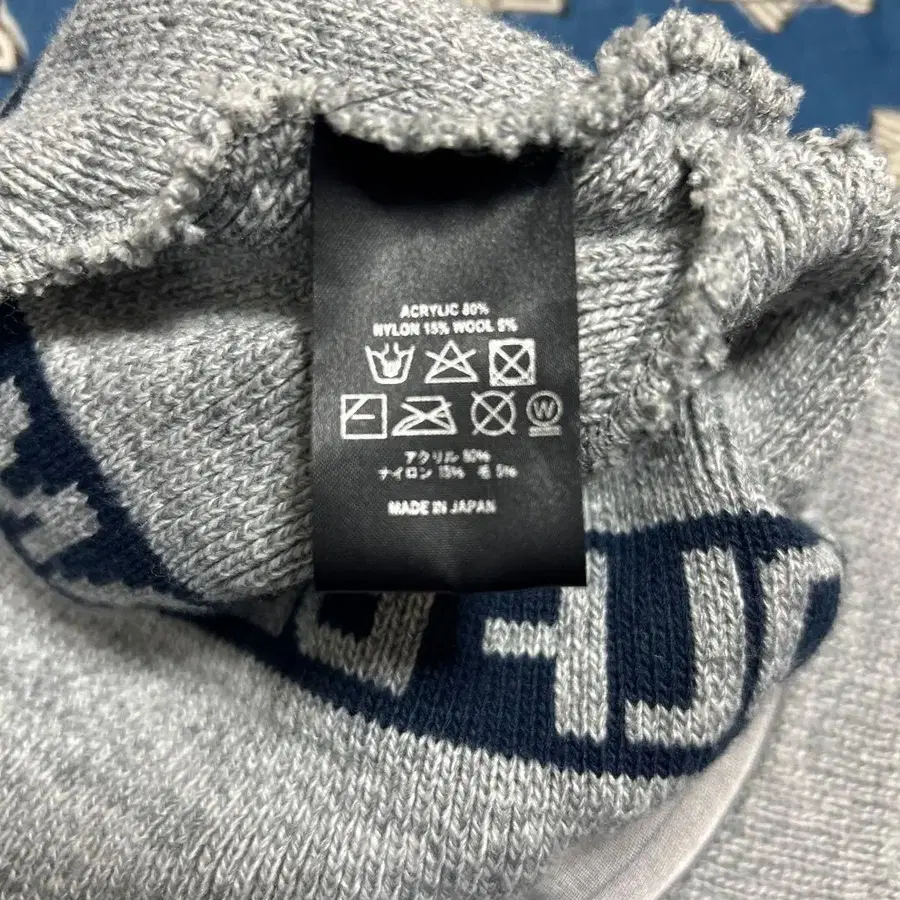 ACRYLIC 80%
NYLON 15% WOOL 5%
W
アクリル 80%
ナイロン 15% 毛 5%
MADE IN JAPAN